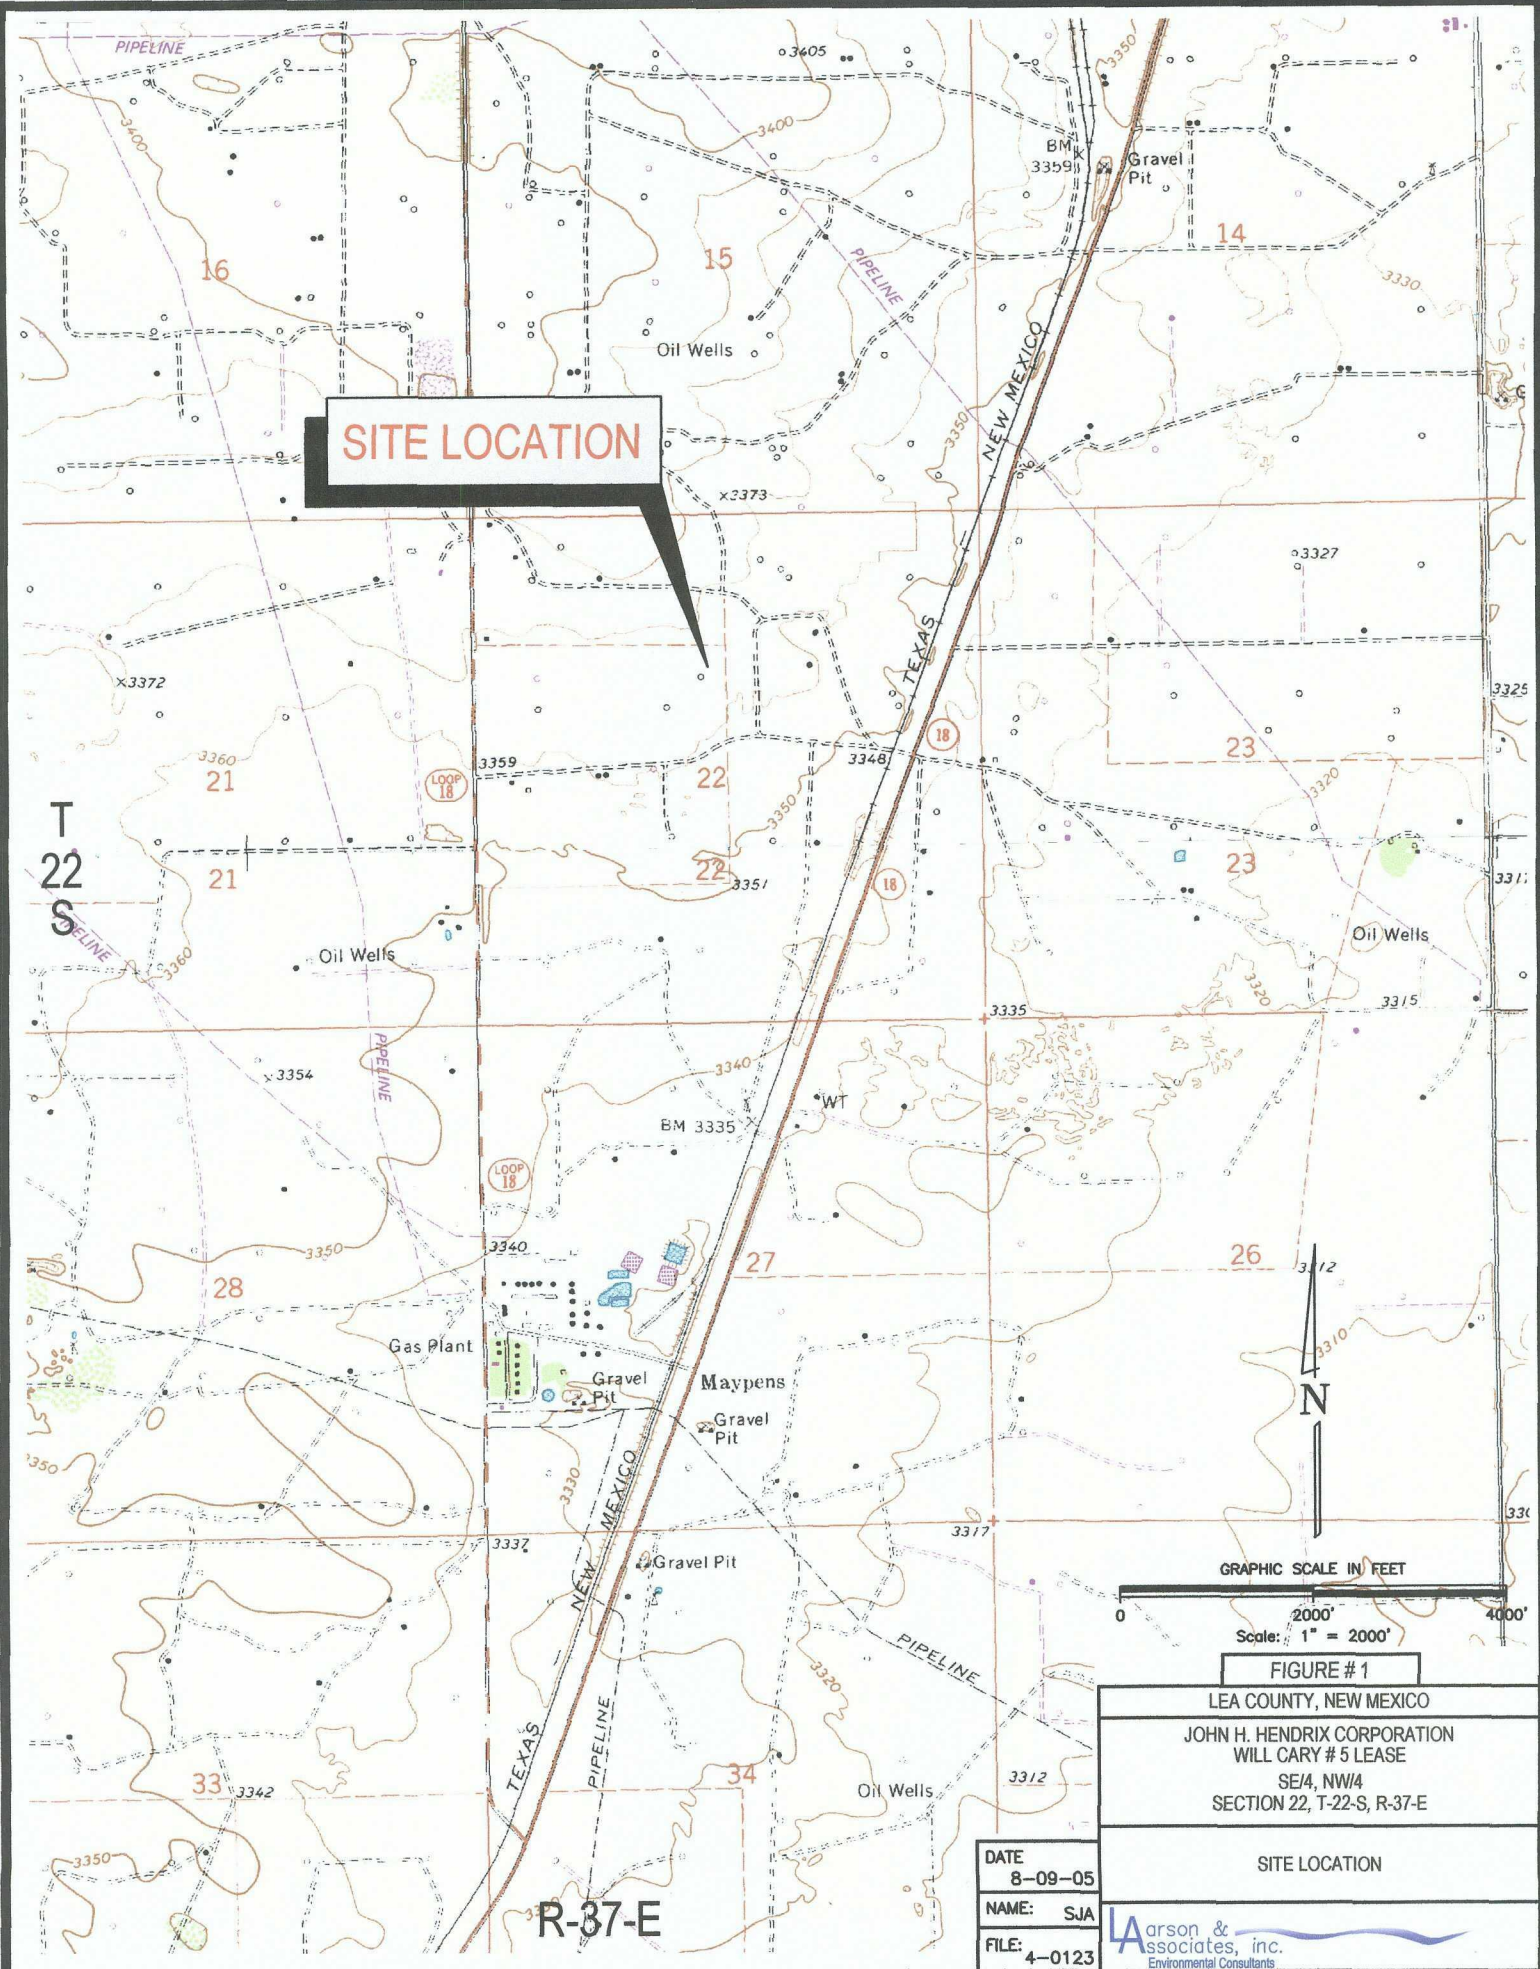 PIPELINE
3405
3350
3400
3400
BM
3359
Gravel
Pit
14
15
16
PIPELINE
3330
NEW MEXICO
Oil Wells
3350
SITE LOCATION
3327
TEXAS
3372
3325
18
3360
3359
3348
23
21
LOOP
18
22
3350
3320
T
22
S
21
22
3351
18
23
Oil Wells
Oil Wells
3360
3320
3315
3335
PIPELINE
3354
3340
WT
BM 3335
LOOP
18
3350
3340
27
26
3312
28
Gas Plant
3310
Gravel
Pit
Maypens
Gravel
Pit
N
3330
NEW MEXICO
3317
3337
Gravel Pit
GRAPHIC SCALE IN FEET
0 2000' 4000'
Scale: 1" = 2000'
PIPELINE
3320
PIPELINE
TEXAS
33
3342
34
Oil Wells
3312
3350
R-37-E
FIGURE # 1
LEA COUNTY, NEW MEXICO
JOHN H. HENDRIX CORPORATION
WILL CARY # 5 LEASE
SE/4, NW/4
SECTION 22, T-22-S, R-37-E
SITE LOCATION
DATE
8-09-05
NAME: SJA
FILE: 4-0123
Larson &
Associates, inc.
Environmental Consultants